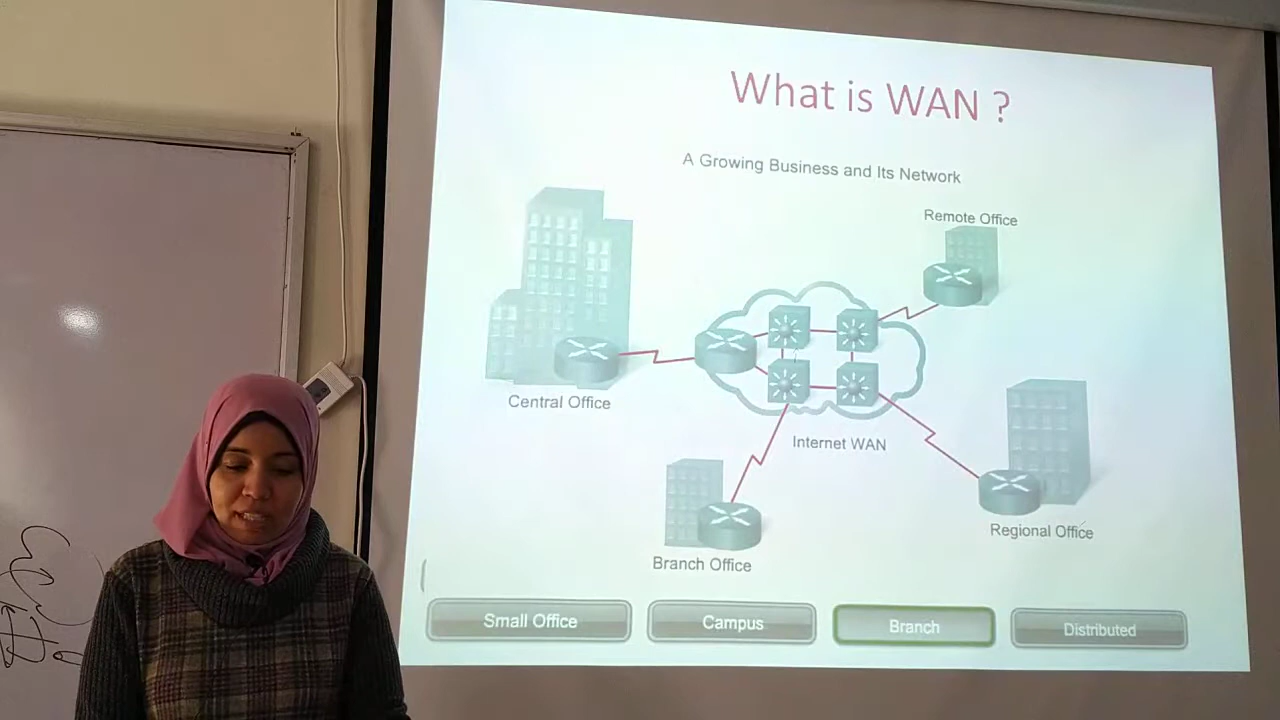 What is WAN ?
A Growing Business and Its Network
Remote Office
Central Office
Internet WAN
Regional Office
Branch Office
Small Office
Campus
Branch
Distributed